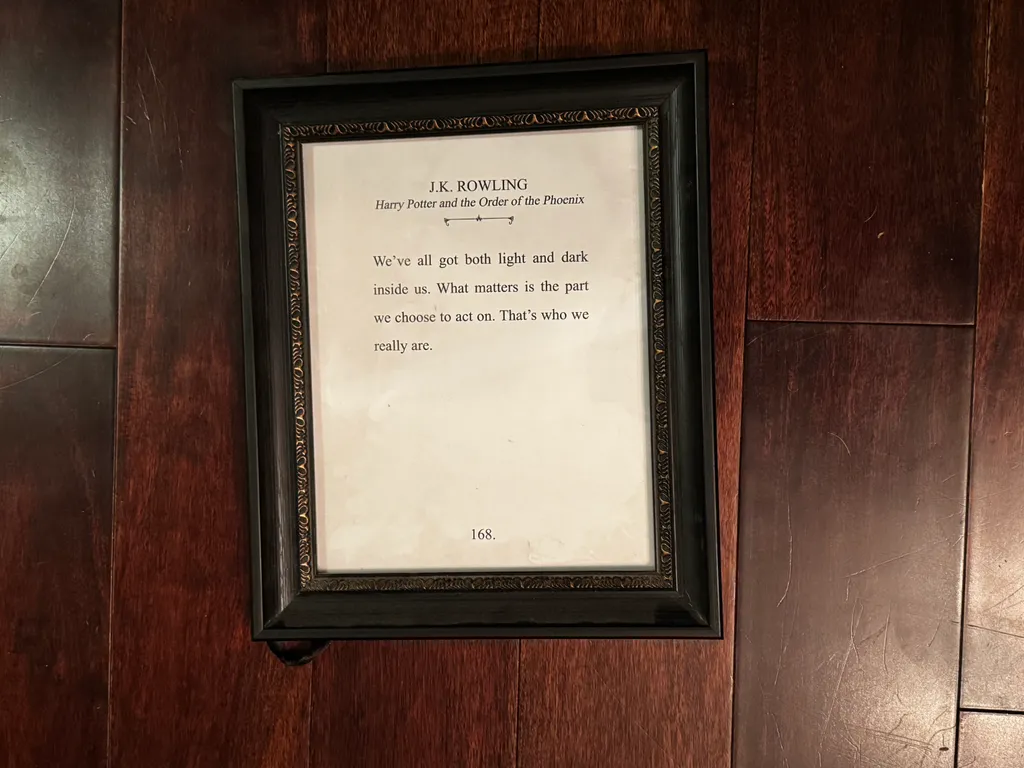 J.K. ROWLING
Harry Potter and the Order of the Phoenix
We've all got both light and dark
inside us. What matters is the part
we choose to act on. That's who we
really are.
168.